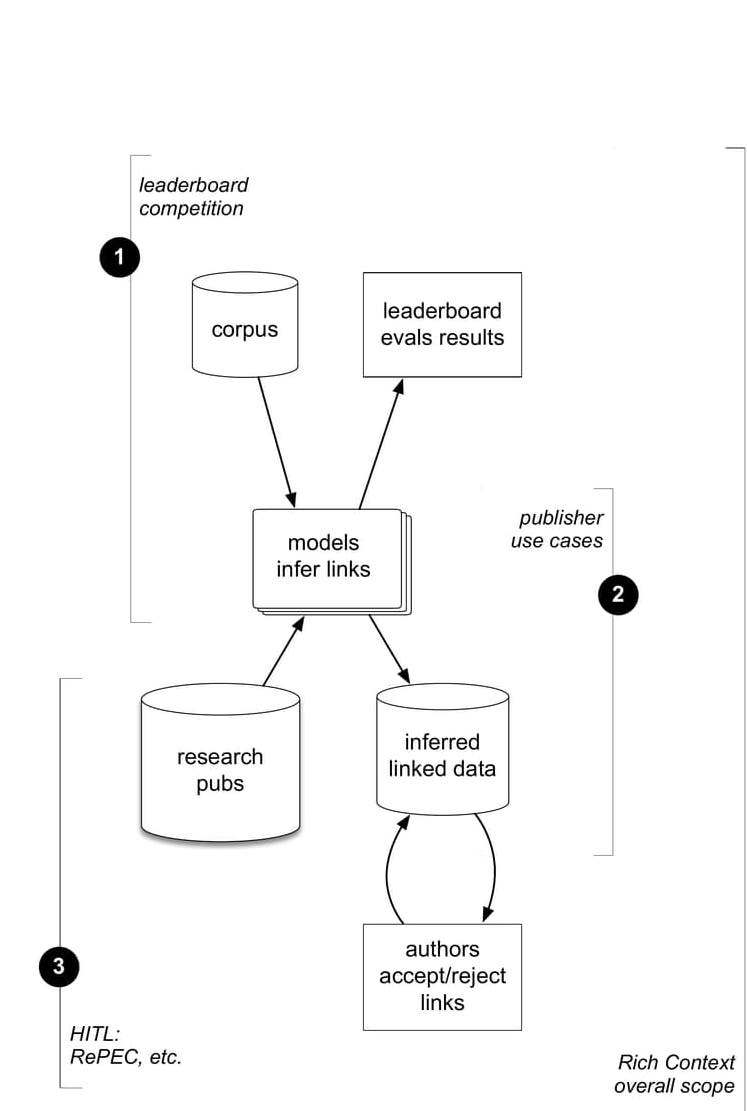 leaderboard
competition
1
corpus
leaderboard
evals results
models
infer links
publisher
use cases
2
research
pubs
inferred
linked data
3
authors
accept/reject
links
HITL:
RePEC, etc.
Rich Context
overall scope